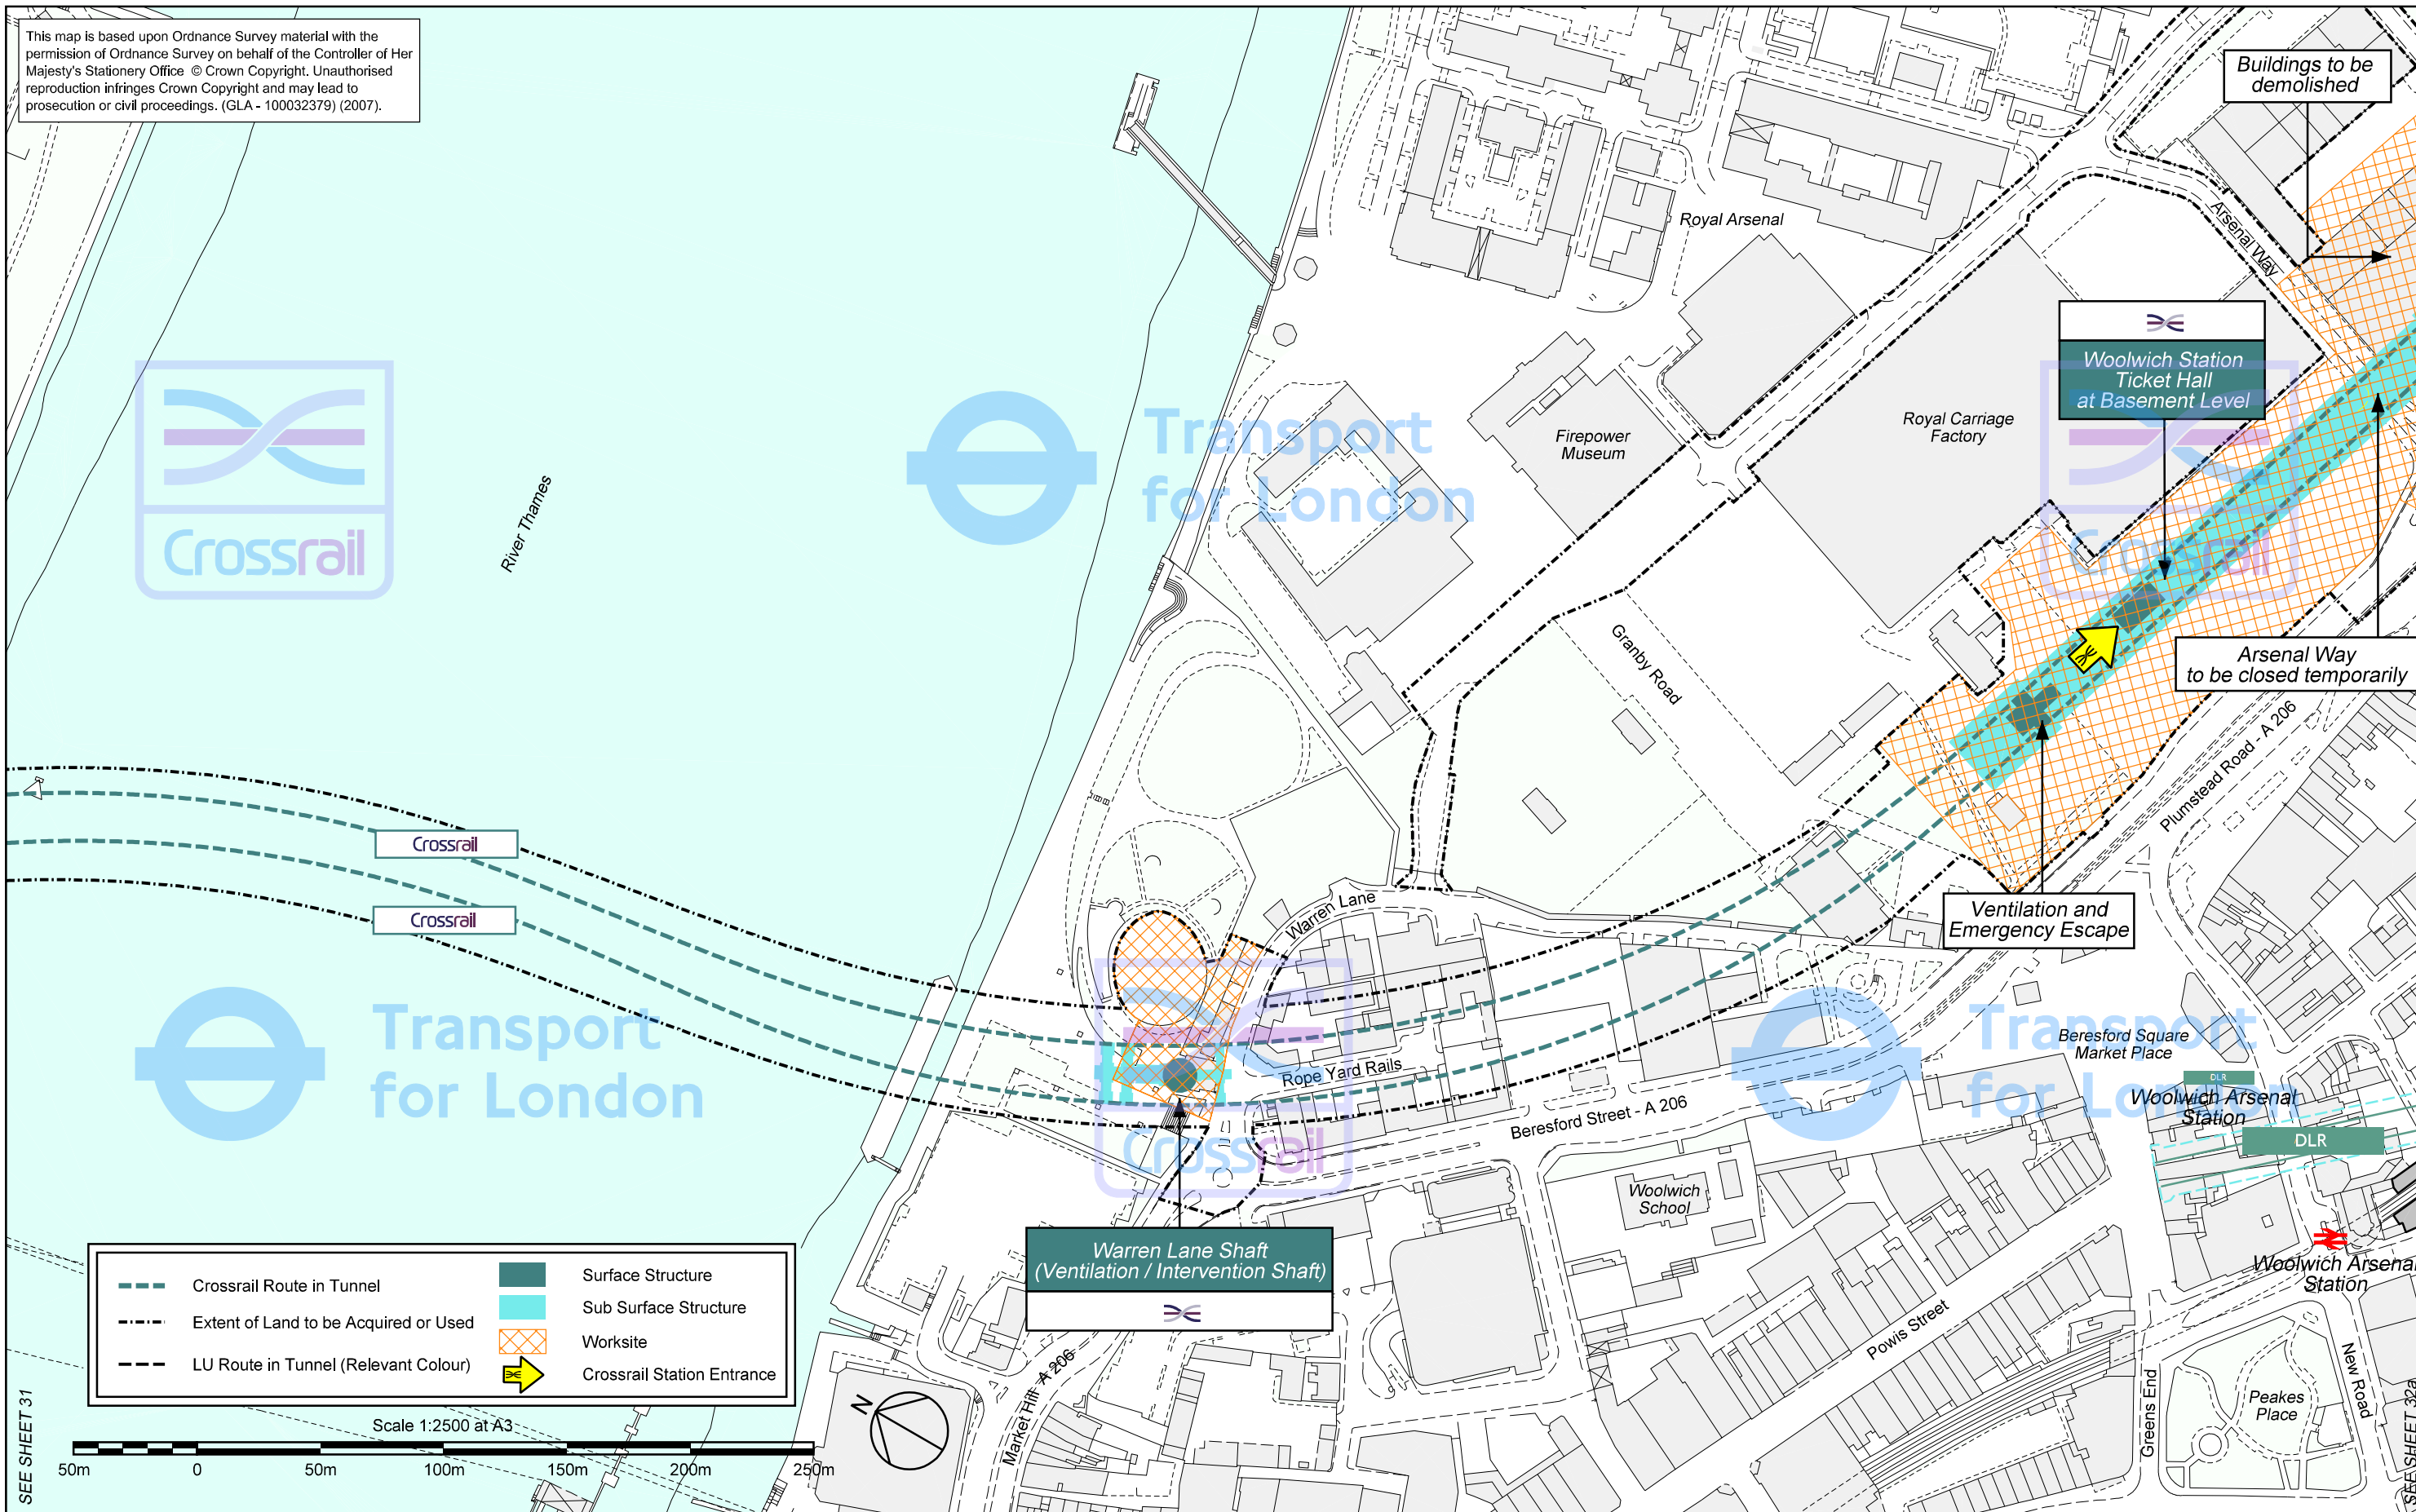 This map is based upon Ordnance Survey material with the
permission of Ordnance Survey on behalf of the Controller of Her
Majesty's Stationery Office © Crown Copyright. Unauthorised
reproduction infringes Crown Copyright and may lead to
prosecution or civil proceedings. (GLA - 100032379) (2007).
Buildings to be
demolished
Royal Arsenal
Arsenal Way
Woolwich Station
Ticket Hall
at Basement Level
Crossrail
Transport
for London
Firepower
Museum
Royal Carriage
Factory
Crossrail
River Thames
Granby Road
Arsenal Way
to be closed temporarily
Plumstead Road - A 206
Crossrail
Crossrail
Warren Lane
Ventilation and
Emergency Escape
Transport
for London
Crossrail
Rope Yard Rails
Beresford Street - A 206
Transport
for London
Beresford Square
Market Place
DLR
Woolwich Arsenal
Station
DLR
Woolwich
School
Warren Lane Shaft
(Ventilation / Intervention Shaft)
Woolwich Arsenal
Station
Powis Street
New Road
Greens End
Peakes
Place
Market Hill - A 206
Crossrail Route in Tunnel
Extent of Land to be Acquired or Used
LU Route in Tunnel (Relevant Colour)
Surface Structure
Sub Surface Structure
Worksite
Crossrail Station Entrance
Scale 1:2500 at A3
50m 0 50m 100m 150m 200m 250m
N
SEE SHEET 31
SEE SHEET 32a